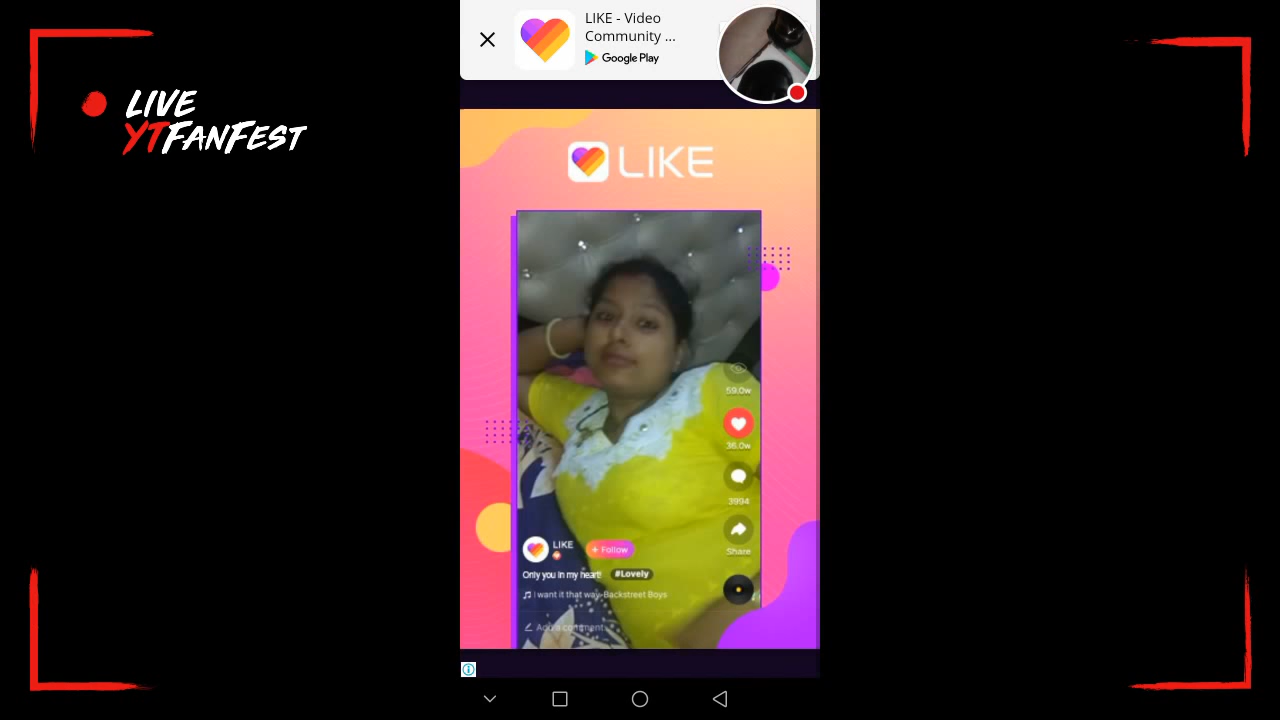 LIVE
YTFANFEST
LIKE - Video
Community ...
Google Play
LIKE
59.0w
36.0w
3994
Share
LIKE
+ Follow
Only you in my heart!
#Lovely
I want it that way-Backstreet Boys
Add a comment